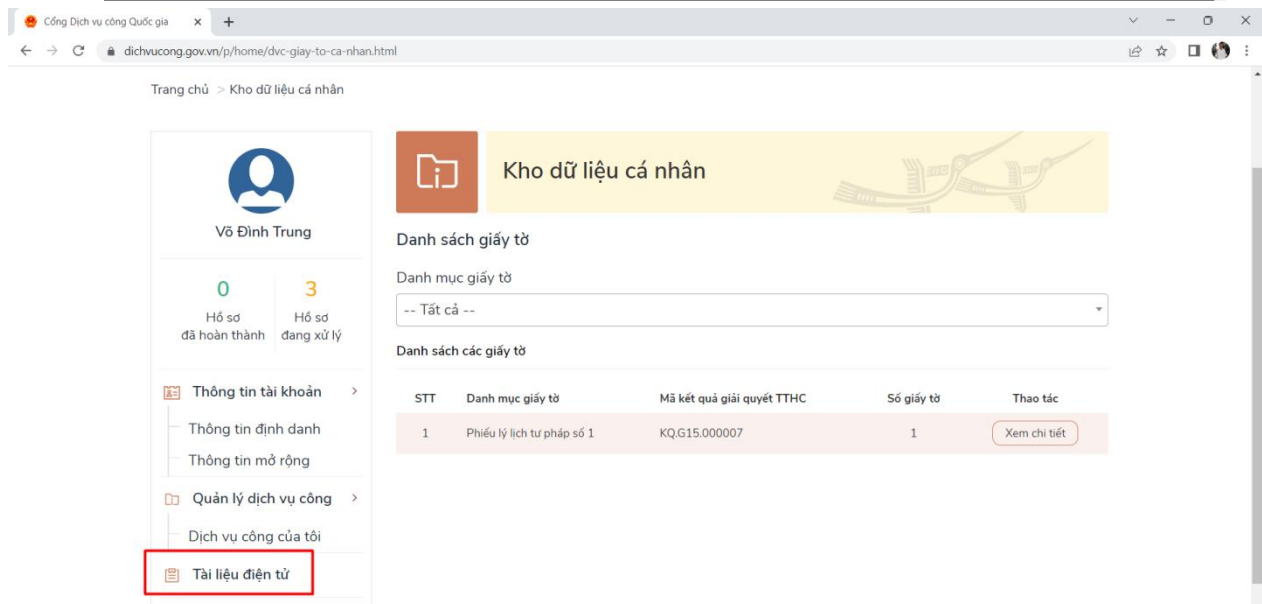 Cổng Dịch vụ công Quốc gia
dichvucong.gov.vn/p/home/dvc-giay-to-ca-nhan.html
Trang chủ > Kho dữ liệu cá nhân
Võ Đình Trung
0 3
Hồ sơ đã hoàn thành
Hồ sơ đang xử lý
Thông tin tài khoản >
Thông tin định danh
Thông tin mở rộng
Quản lý dịch vụ công >
Dịch vụ công của tôi
Tài liệu điện tử
Kho dữ liệu cá nhân
Danh sách giấy tờ
Danh mục giấy tờ
-- Tất cả --
Danh sách các giấy tờ
STT Danh mục giấy tờ Mã kết quả giải quyết TTHC Số giấy tờ Thao tác
1 Phiếu lý lịch tư pháp số 1 KQ.G15.000007 1 Xem chi tiết